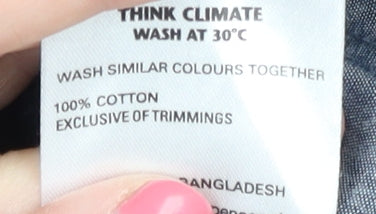 THINK CLIMATE
WASH AT 30°C
WASH SIMILAR COLOURS TOGETHER
100% COTTON
EXCLUSIVE OF TRIMMINGS
BANGLADESH